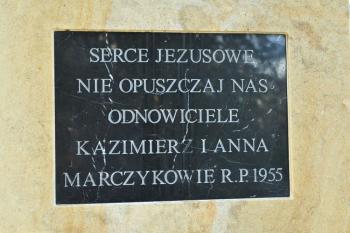 SERCE JEZUSOWE
NIE OPUSZCZAJ NAS
ODNOWICIELE
KAZIMIERZ I ANNA
MARCZYKOWIE R.P. 1955